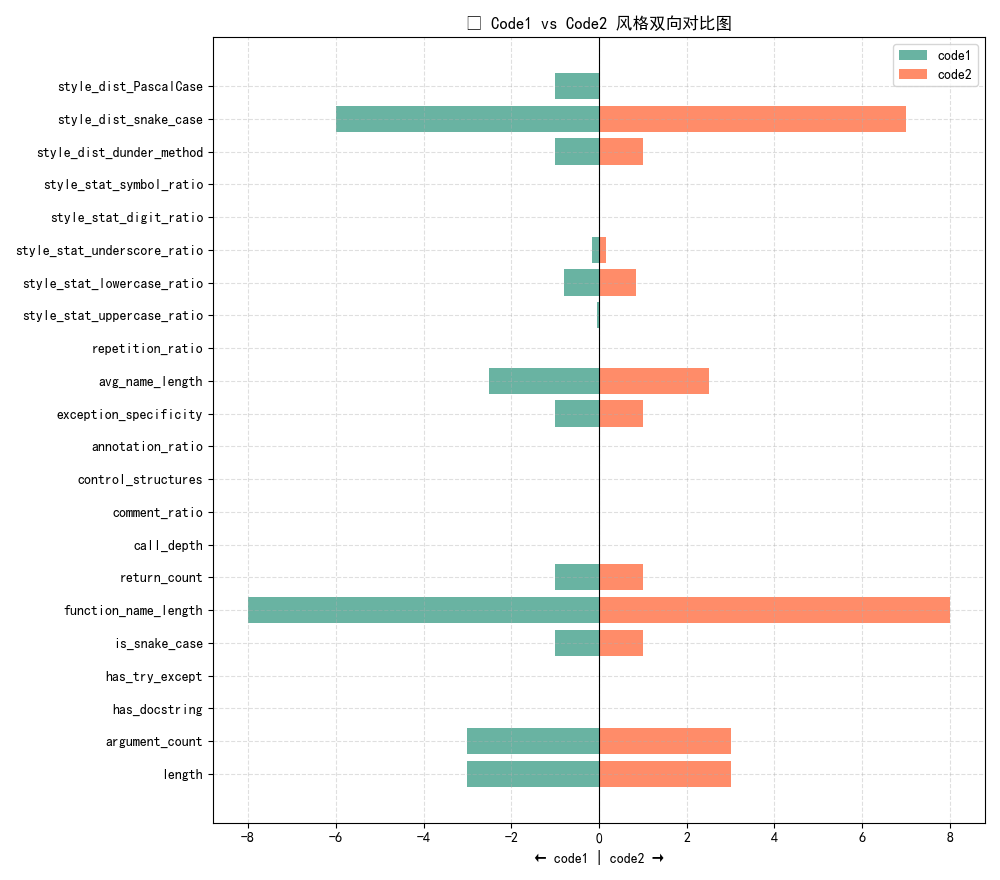 □ Code1 vs Code2 风格双向对比图
code1
code2
style_dist_PascalCase
style_dist_snake_case
style_dist_dunder_method
style_stat_symbol_ratio
style_stat_digit_ratio
style_stat_underscore_ratio
style_stat_lowercase_ratio
style_stat_uppercase_ratio
repetition_ratio
avg_name_length
exception_specificity
annotation_ratio
control_structures
comment_ratio
call_depth
return_count
function_name_length
is_snake_case
has_try_except
has_docstring
argument_count
length
−8 −6 −4 −2 0 2 4 6 8
← code1 | code2 →